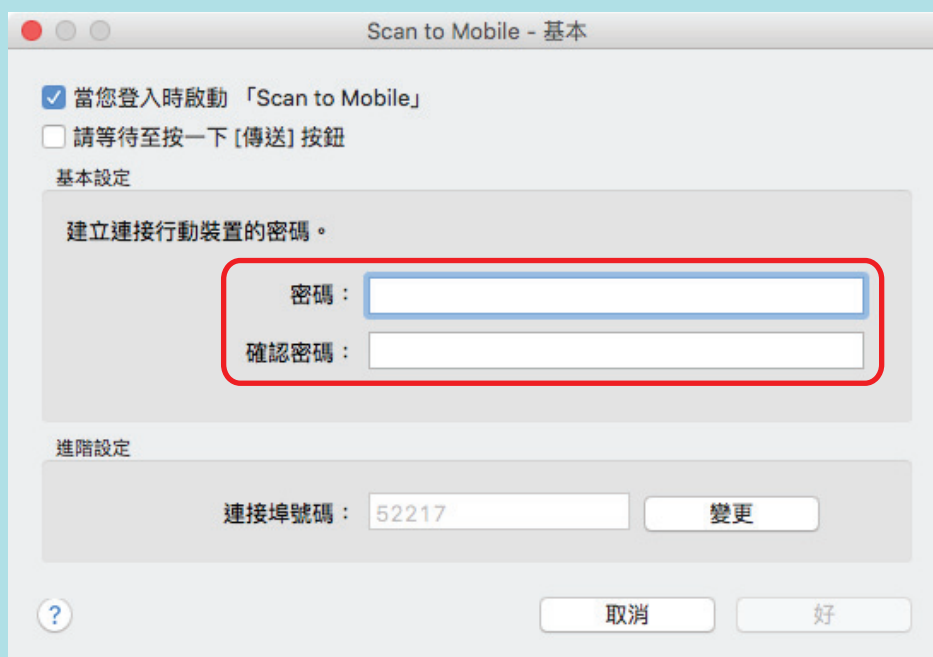 Scan to Mobile - 基本
當您登入時啟動 「Scan to Mobile」
請等待至按一下 [傳送] 按鈕
基本設定
建立連接行動裝置的密碼。
密碼：
確認密碼：
進階設定
連接埠號碼： 52217 變更
? 取消 好